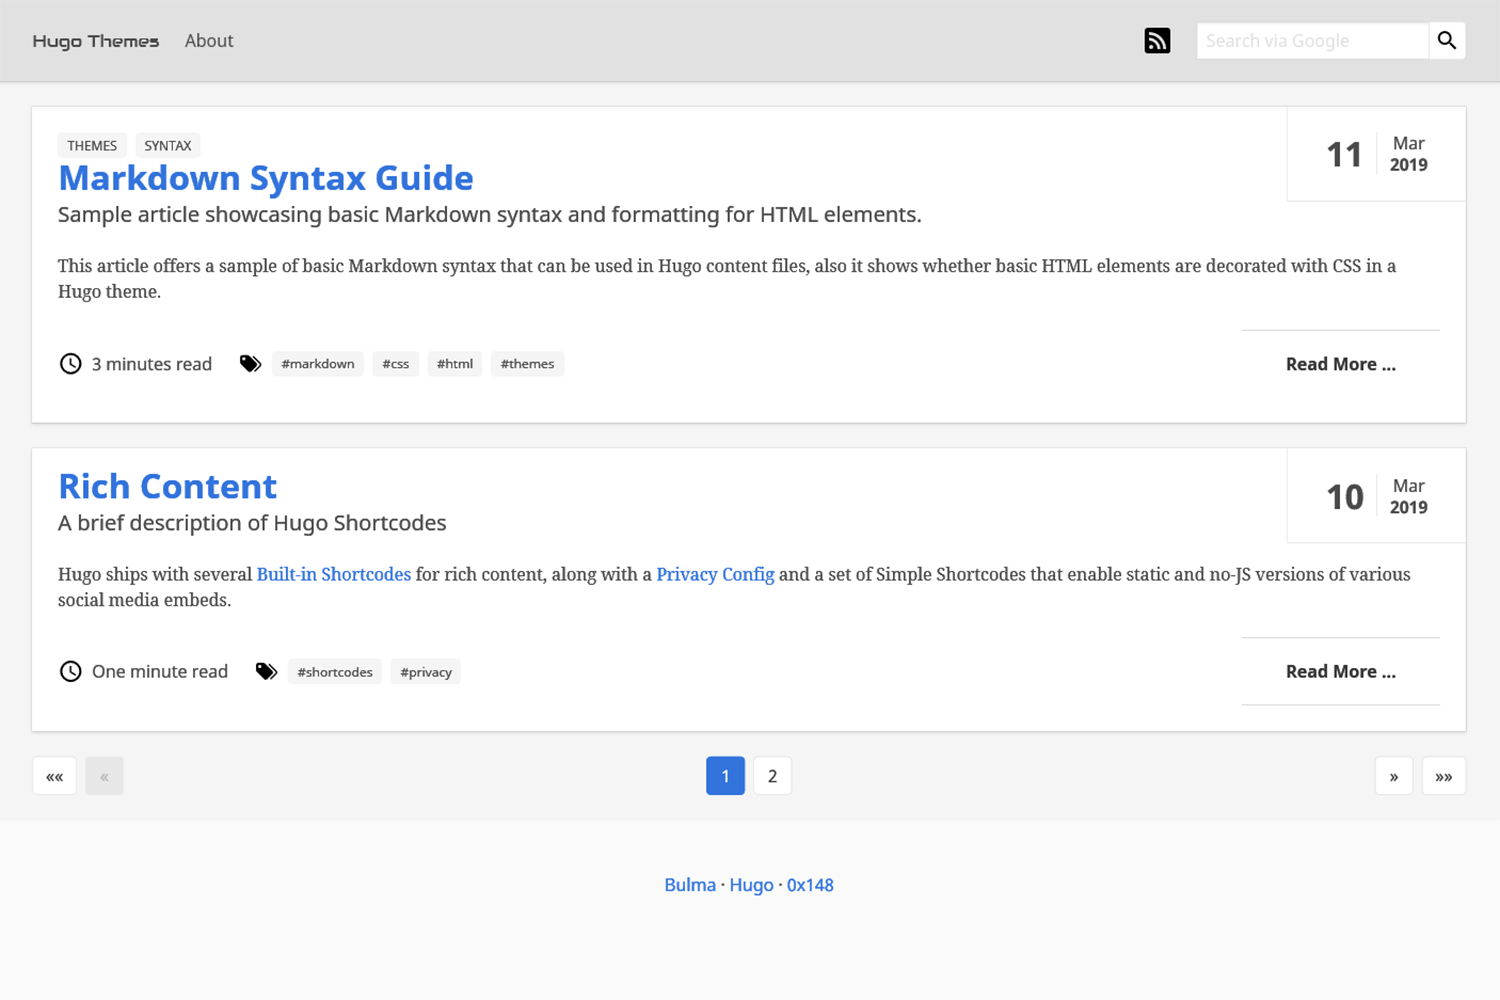 Hugo Themes About Search via Google
THEMES SYNTAX
Markdown Syntax Guide
Sample article showcasing basic Markdown syntax and formatting for HTML elements.
11 Mar
2019
This article offers a sample of basic Markdown syntax that can be used in Hugo content files, also it shows whether basic HTML elements are decorated with CSS in a
Hugo theme.
3 minutes read #markdown #css #html #themes Read More ...
Rich Content
A brief description of Hugo Shortcodes
10 Mar
2019
Hugo ships with several Built-in Shortcodes for rich content, along with a Privacy Config and a set of Simple Shortcodes that enable static and no-JS versions of various
social media embeds.
One minute read #shortcodes #privacy Read More ...
«« « 1 2 » »»
Bulma · Hugo · 0x148